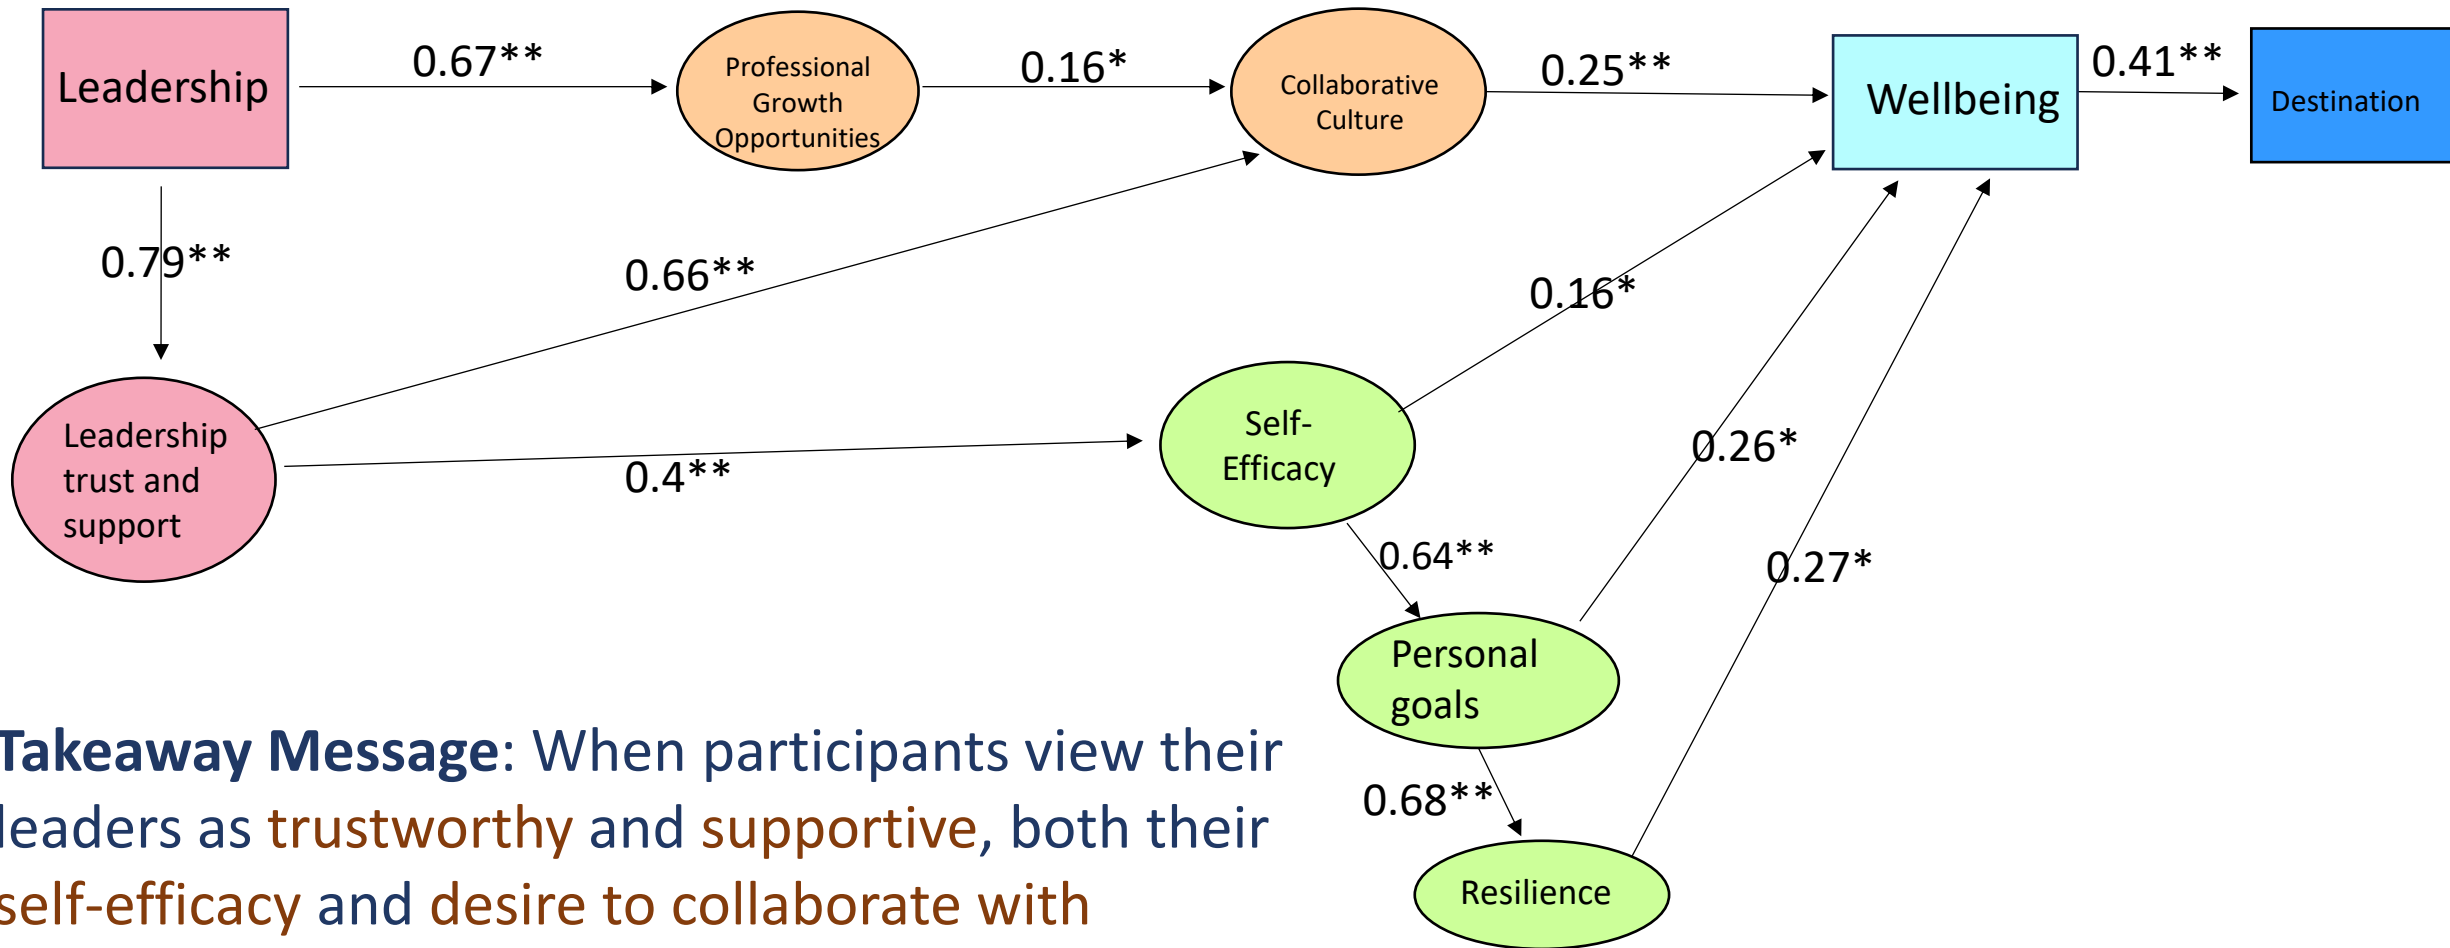 Leadership
0.67**
Professional
Growth
Opportunities
0.16*
Collaborative
Culture
0.25**
Wellbeing
0.41**
Destination
0.79**
0.66**
0.16*
Leadership
trust and
support
0.4**
Self-
Efficacy
0.26*
0.64**
0.27*
Personal
goals
0.68**
Resilience
Takeaway Message: When participants view their
leaders as trustworthy and supportive, both their
self-efficacy and desire to collaborate with